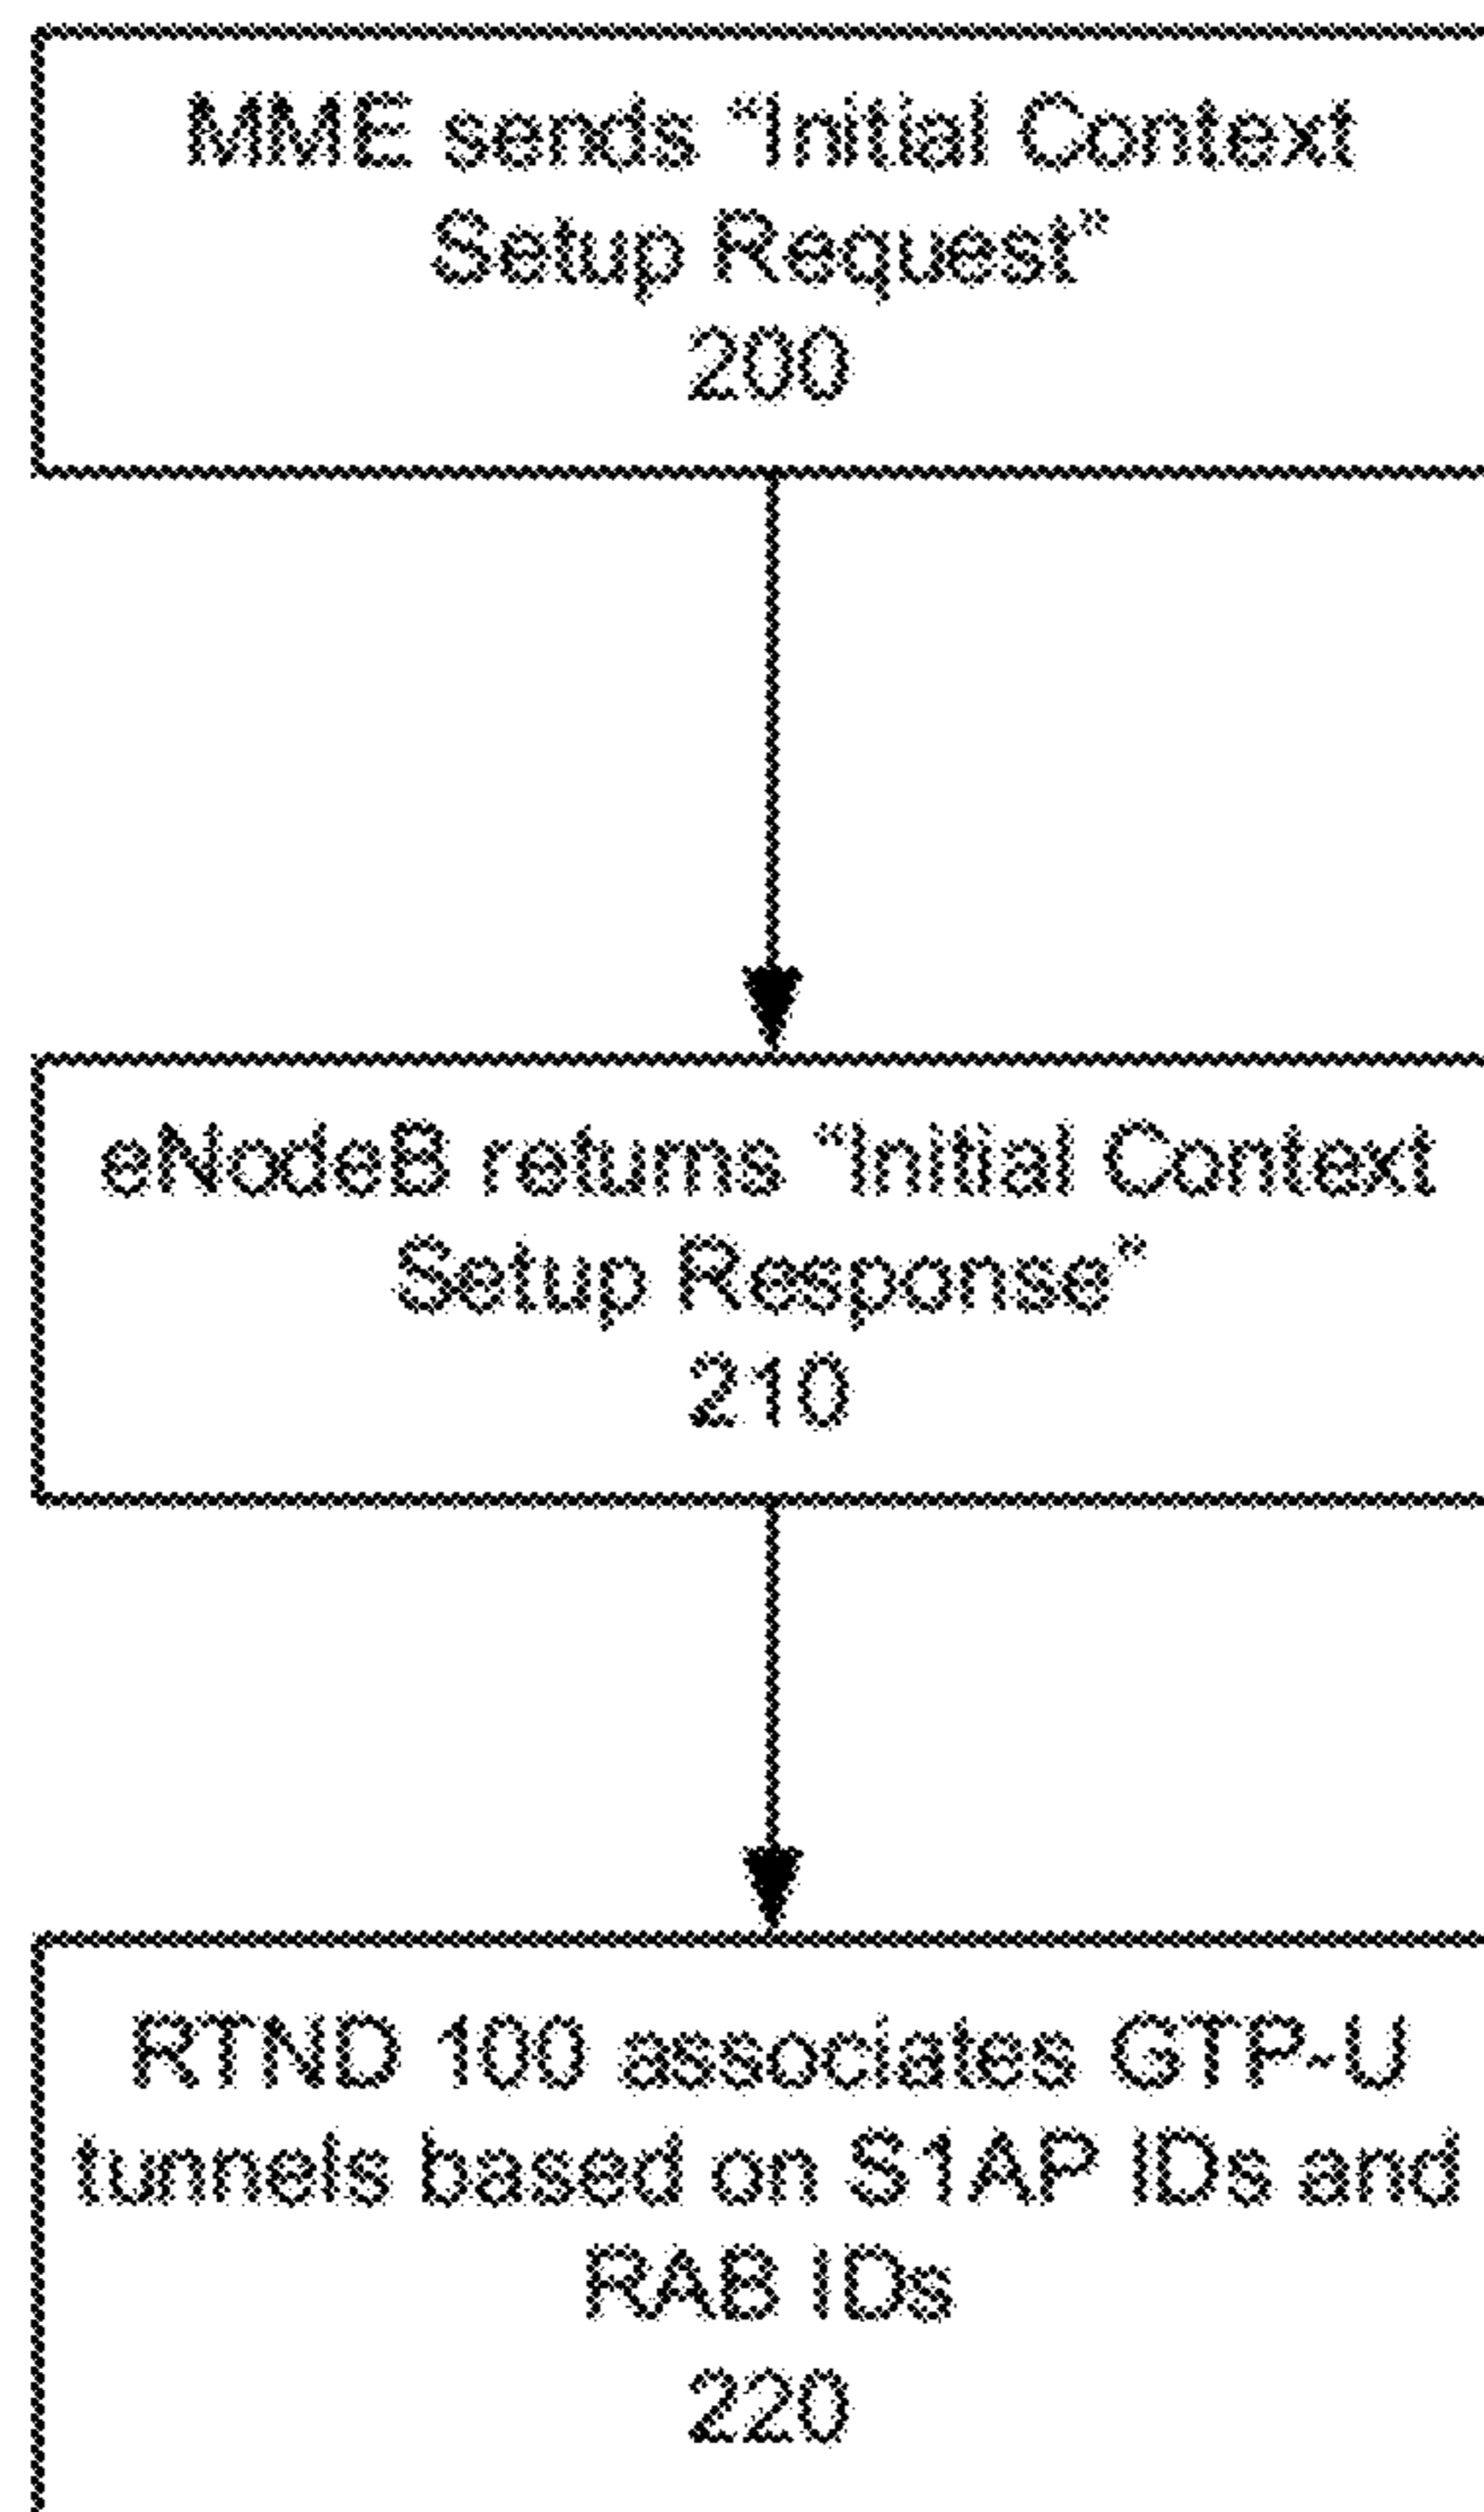 MME sends "Initial Context
Setup Request"
200
eNodeB returns "Initial Context
Setup Response"
210
RTND 100 associates GTP-U
tunnels based on S1AP IDs and
RAB IDs
220